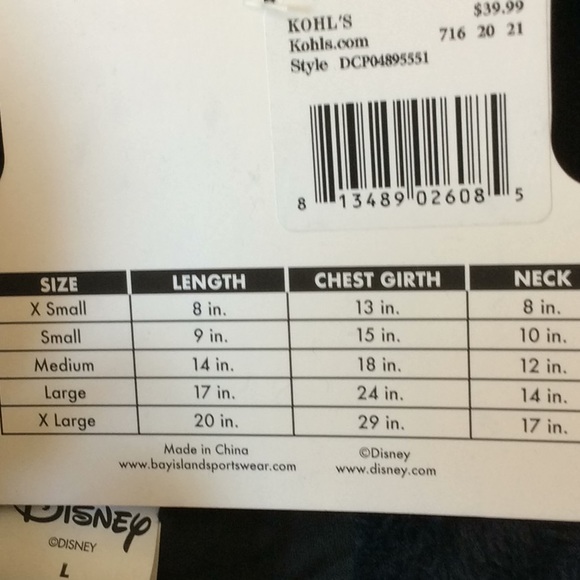 $39.99
KOHL'S
716 20 21
Kohls.com
Style DCP04895551
8 13489 02608 5
SIZE LENGTH CHEST GIRTH NECK
X Small 8 in. 13 in. 8 in.
Small 9 in. 15 in. 10 in.
Medium 14 in. 18 in. 12 in.
Large 17 in. 24 in. 14 in.
X Large 20 in. 29 in. 17 in.
Made in China ©Disney
www.bayislandsportswear.com www.disney.com
DISNEY
©DISNEY
L